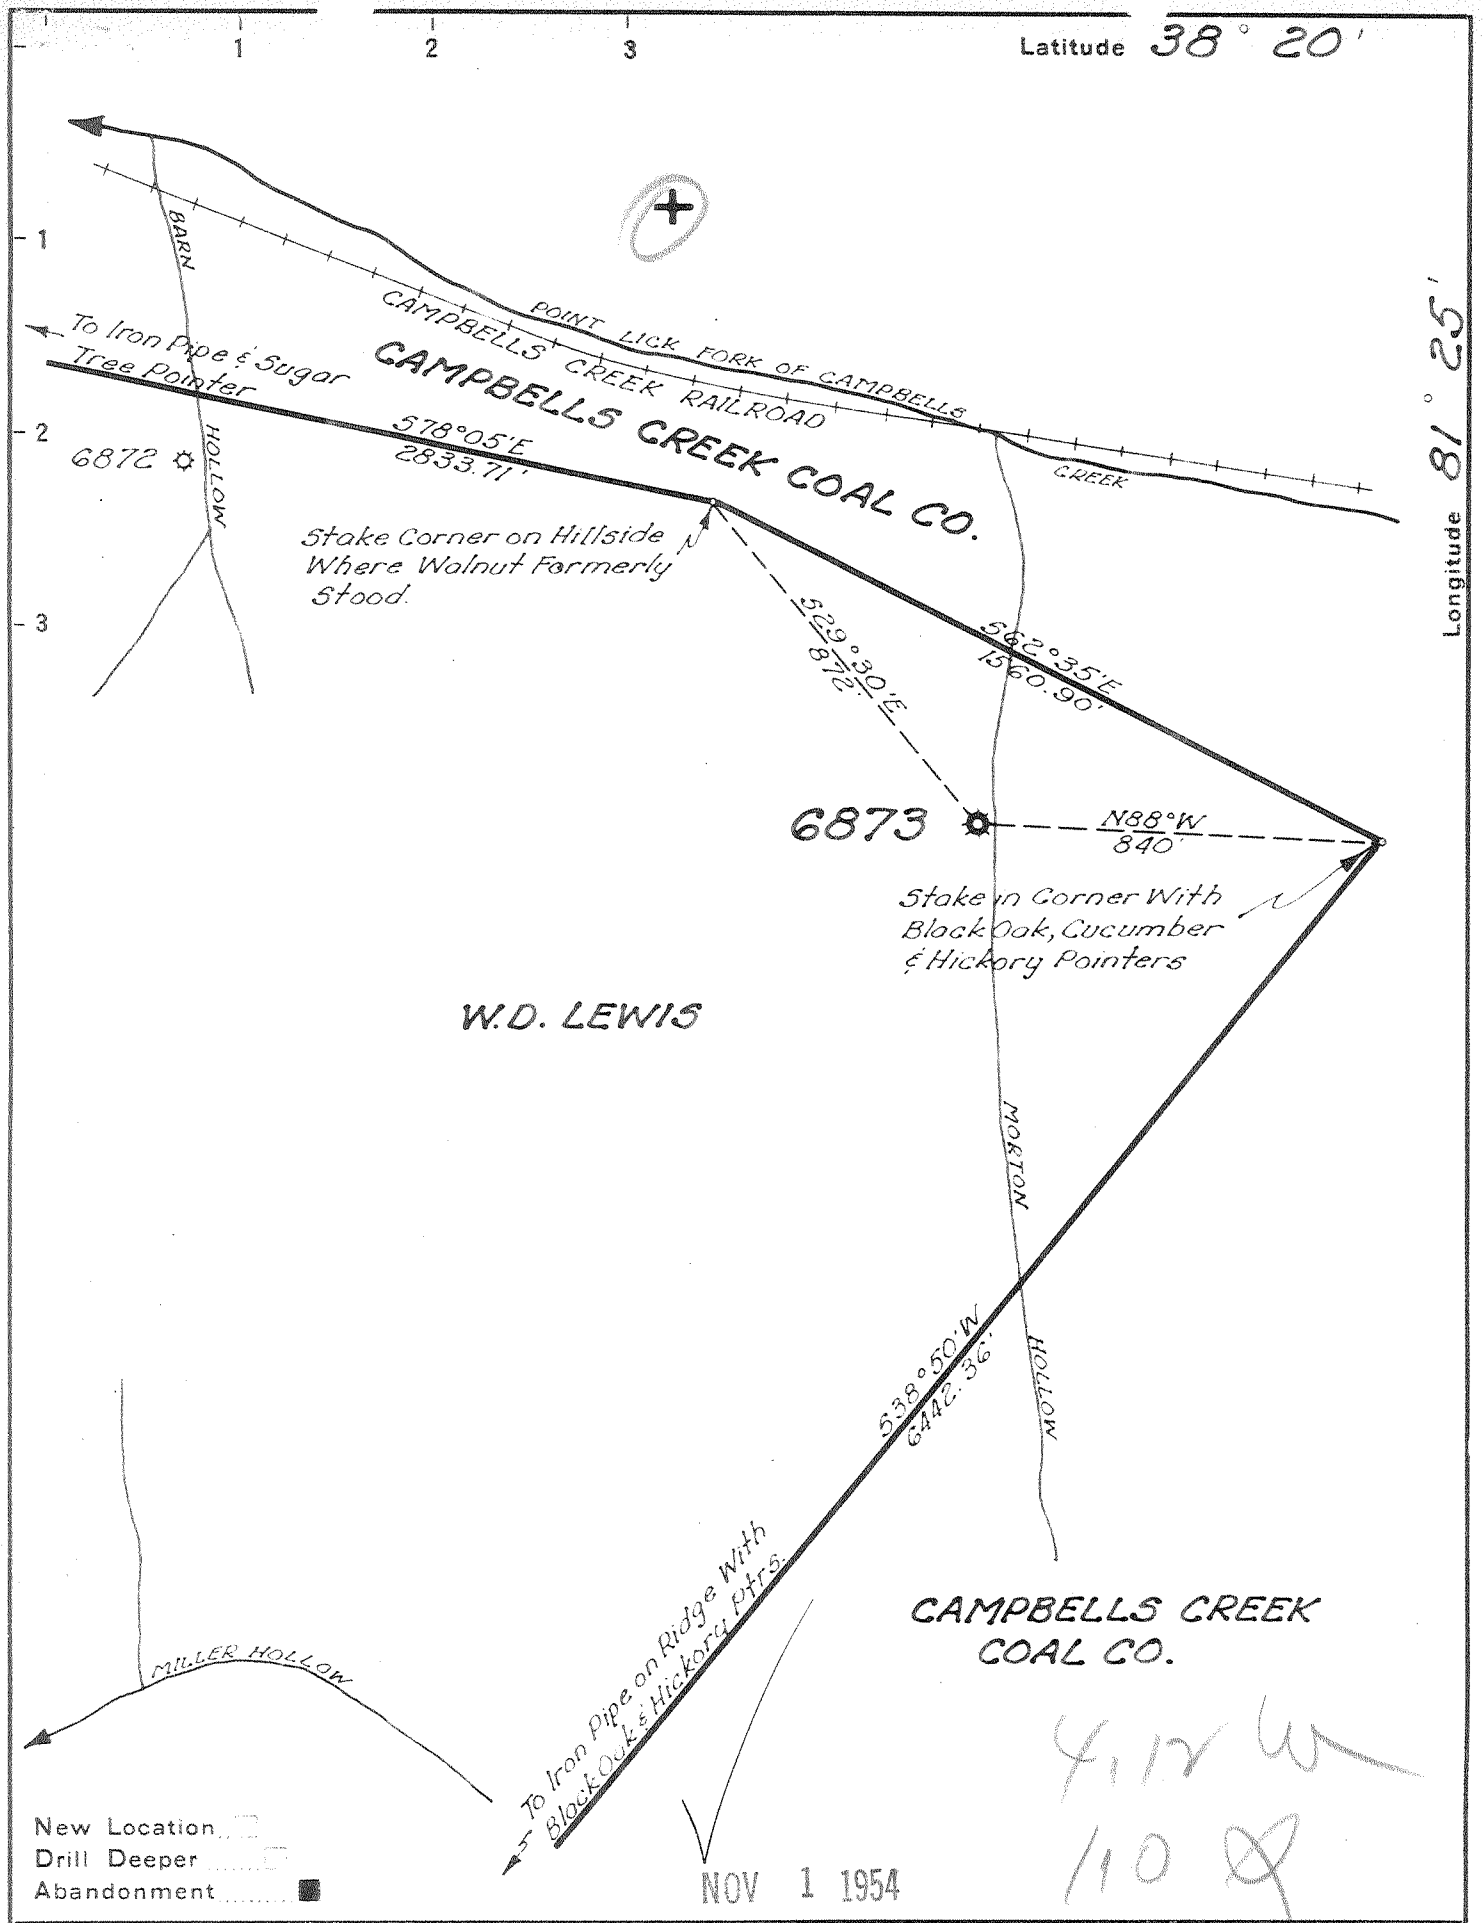 1 2 3
Latitude 38° 20'
1
2
3
Longitude 81° 25'
BARN
HOLLOW
POINT LICK FORK OF CAMPBELLS
CREEK
CAMPBELLS CREEK RAILROAD
To Iron Pipe & Sugar
Tree Pointer
CAMPBELLS CREEK COAL CO.
S78°05'E
2833.71'
6872
Stake Corner on Hillside
Where Walnut Formerly
Stood.
S29°30'E
872'
S62°35'E
1560.90'
6873
N88°W
840'
Stake in Corner With
Black Oak, Cucumber
& Hickory Pointers
W.D. LEWIS
MORTON
HOLLOW
S38°50'W
6442.36'
To Iron Pipe on Ridge With
Black Oak & Hickory Ptrs.
CAMPBELLS CREEK
COAL CO.
MILLER HOLLOW
New Location
Drill Deeper
Abandonment
NOV 1 1954